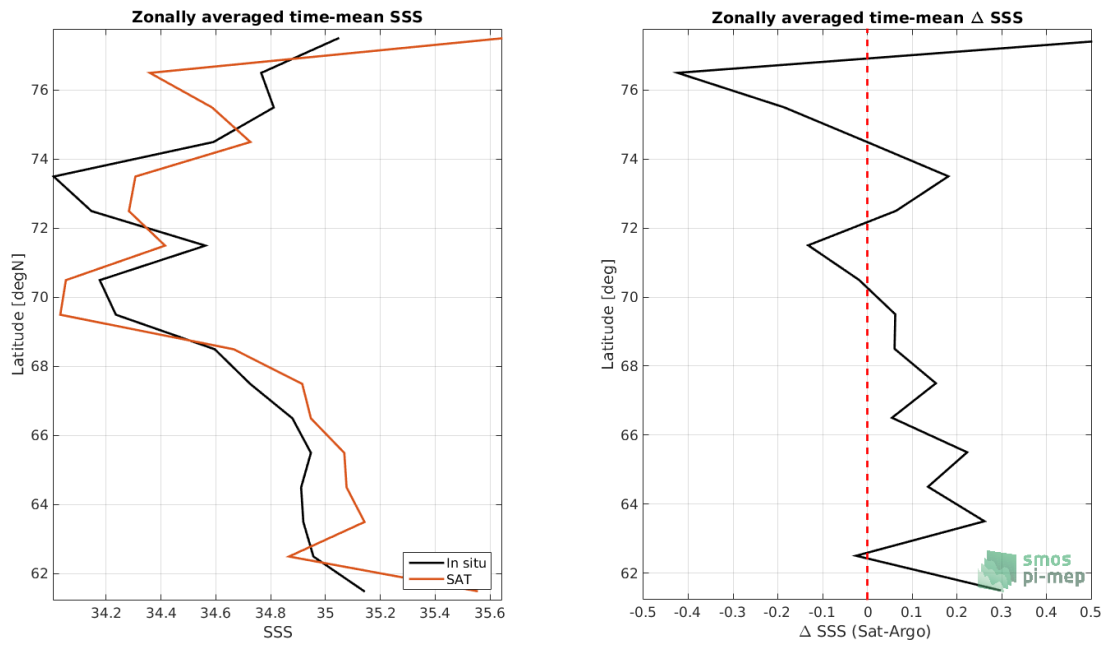 Zonally averaged time-mean SSS
76
74
72
70
68
66
64
62
Latitude [degN]
34.2 34.4 34.6 34.8 35 35.2 35.4 35.6
SSS
In situ
SAT
Zonally averaged time-mean Δ SSS
76
74
72
70
68
66
64
62
Latitude [deg]
-0.5 -0.4 -0.3 -0.2 -0.1 0 0.1 0.2 0.3 0.4 0.5
Δ SSS (Sat-Argo)
smos
pi-mep